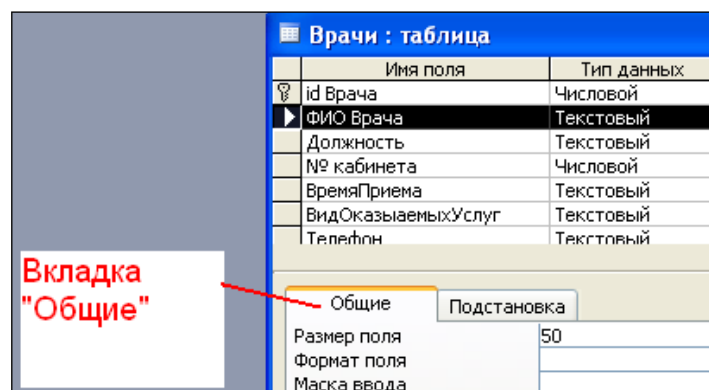 Врачи : таблица
Имя поля Тип данных
id Врача Числовой
ФИО Врача Текстовый
Должность Текстовый
№ кабинета Числовой
ВремяПриема Текстовый
ВидОказыаемыхУслуг Текстовый
Телефон Текстовый
Вкладка
"Общие"
Общие Подстановка
Размер поля 50
Формат поля
Маска ввода